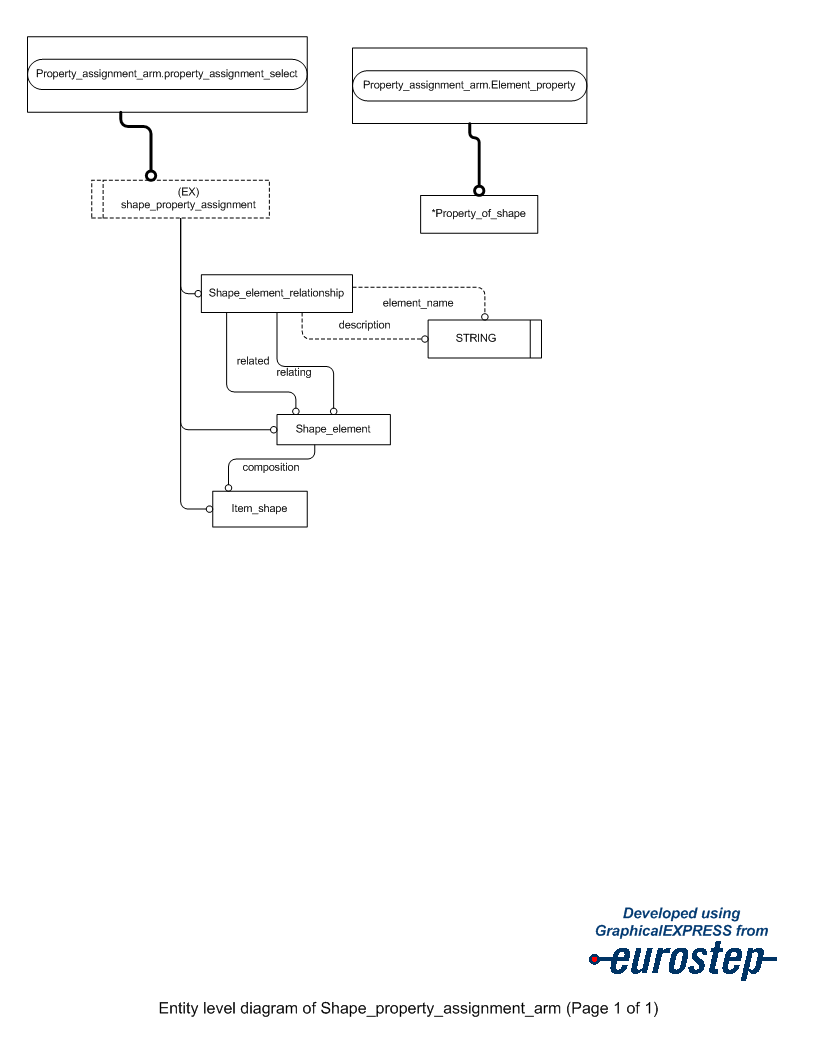 Property_assignment_arm.property_assignment_select
Property_assignment_arm.Element_property
(EX)
shape_property_assignment
*Property_of_shape
Shape_element_relationship
element_name
description
STRING
related
relating
Shape_element
composition
Item_shape
Developed using
GraphicalEXPRESS from
eurostep
Entity level diagram of Shape_property_assignment_arm (Page 1 of 1)